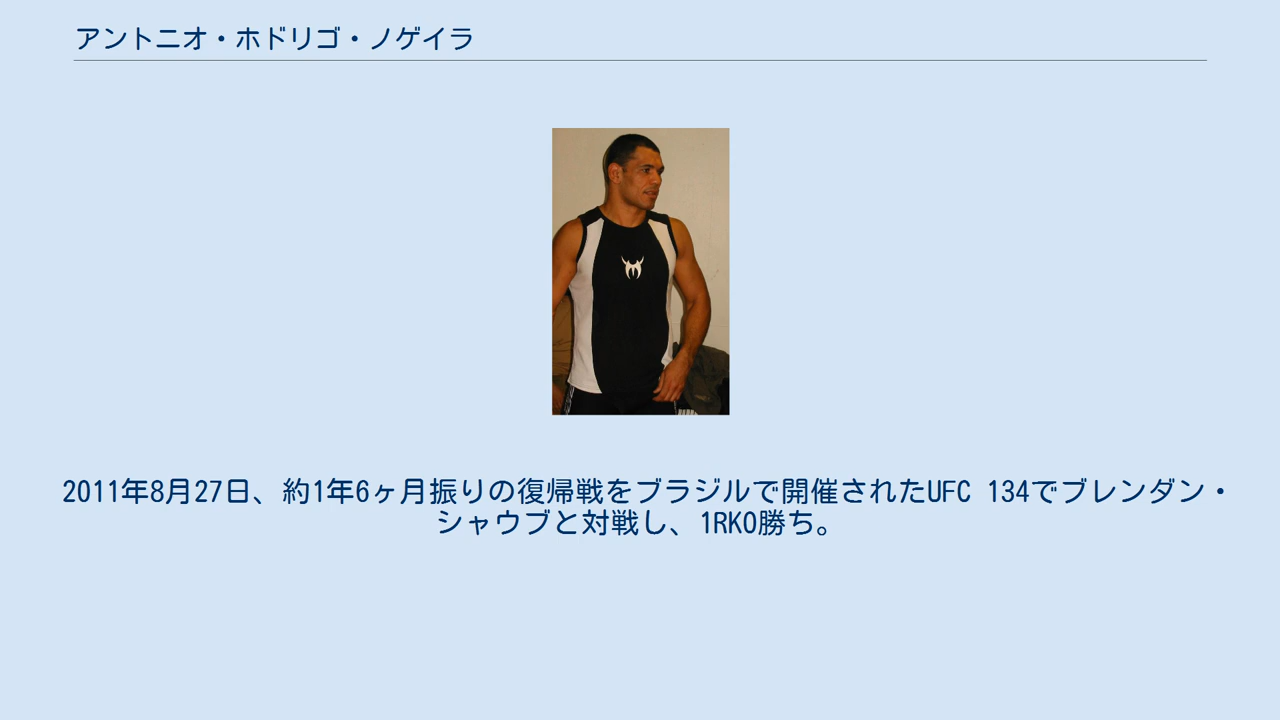 アントニオ・ホドリゴ・ノゲイラ
2011年8月27日、約1年6ヶ月振りの復帰戦をブラジルで開催されたUFC 134でブレンダン・
シャウブと対戦し、1RKO勝ち。